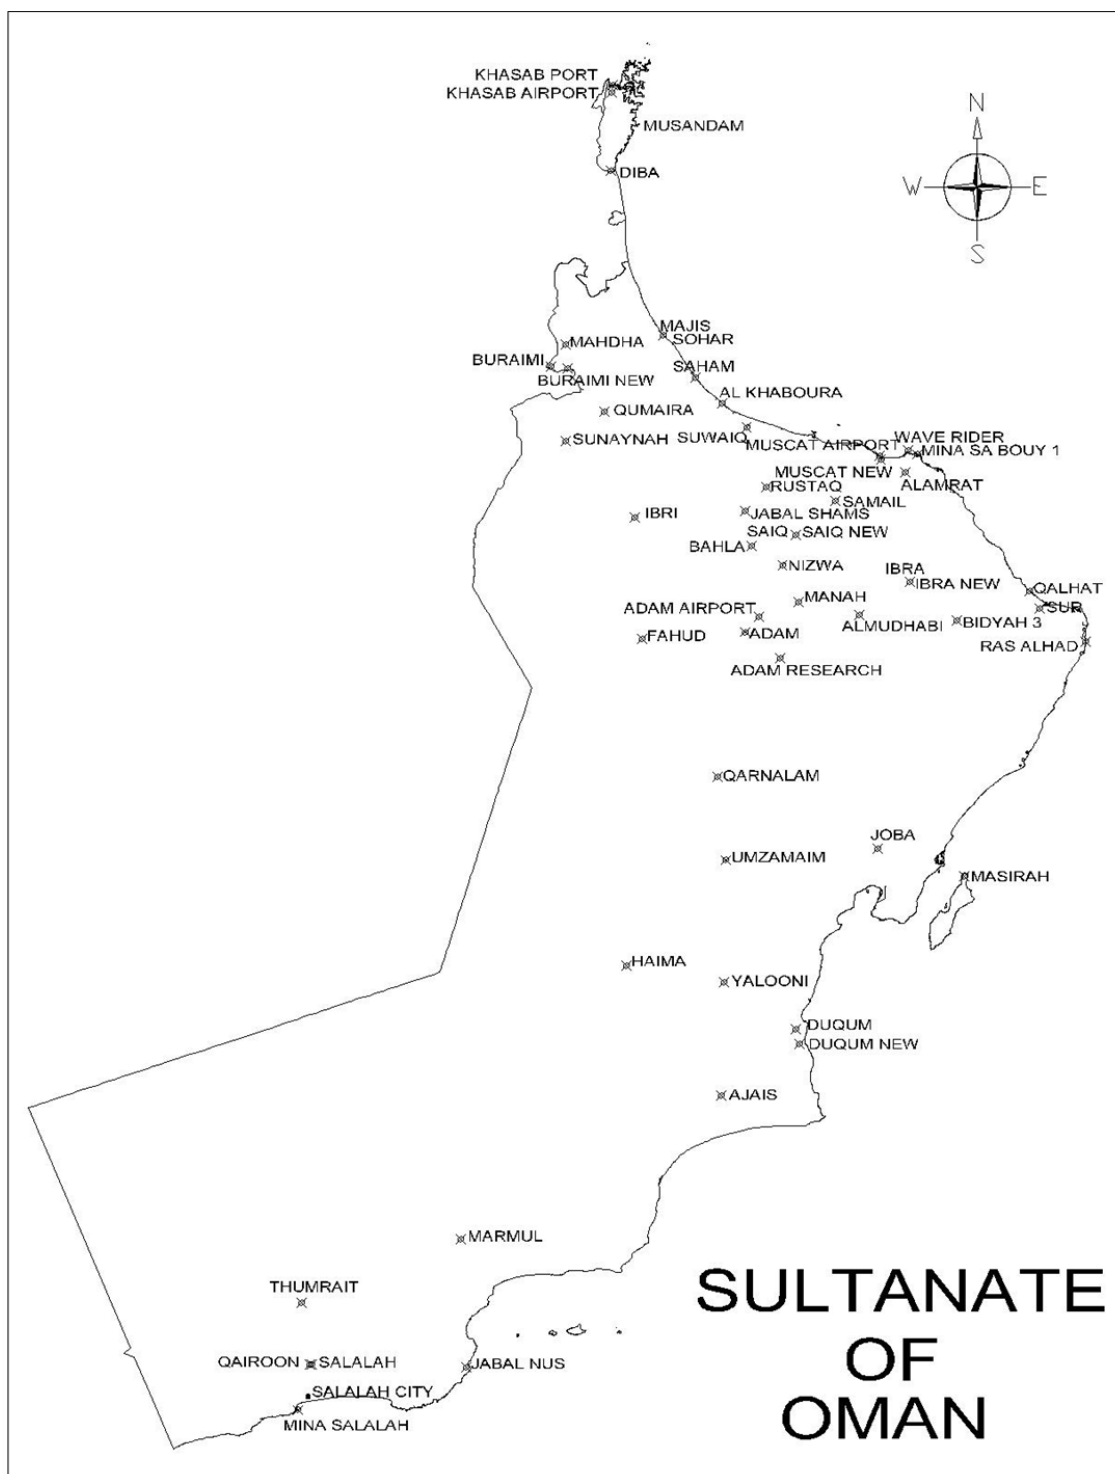 KHASAB PORT
KHASAB AIRPORT
MUSANDAM
N
W
E
S
DIBA
MAJIS
SOHAR
MAHDHA
BURAIMI
BURAIMI NEW
SAHAM
AL KHABOURA
QUMAIRA
SUNAYNAH
SUWAIQ
MUSCAT AIRPORT
WAVE RIDER
MINA SA BOUY 1
MUSCAT NEW
ALAMRAT
RUSTAQ
SAMAIL
IBRI
JABAL SHAMS
SAIQ
SAIQ NEW
BAHLA
NIZWA
IBRA
IBRA NEW
QALHAT
MANAH
ADAM AIRPORT
SUR
ALMUDHABI
BIDYAH 3
FAHUD
ADAM
RAS ALHAD
ADAM RESEARCH
QARNALAM
JOBA
UMZAMAIM
MASIRAH
HAIMA
YALOONI
DUQUM
DUQUM NEW
AJAIS
MARMUL
THUMRAIT
QAIROON
SALALAH
JABAL NUS
SALALAH CITY
MINA SALALAH
SULTANATE
OF
OMAN